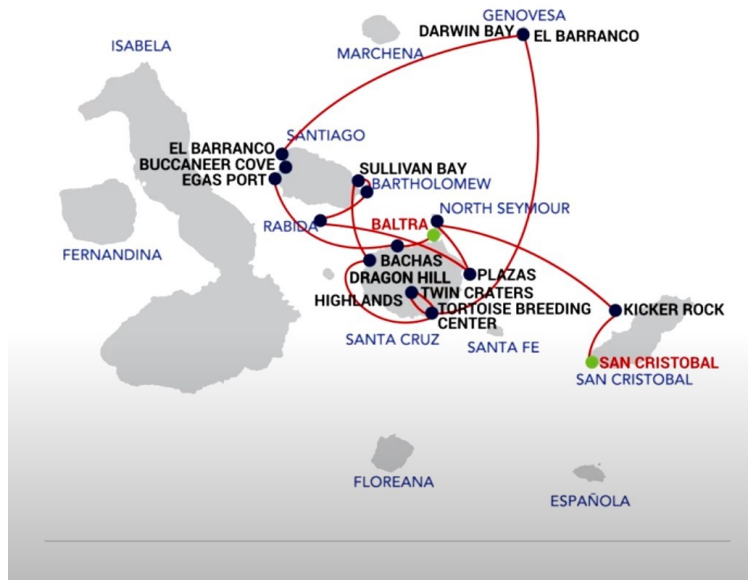 GENOVESA
DARWIN BAY
EL BARRANCO
ISABELA
MARCHENA
SANTIAGO
EL BARRANCO
BUCCANEER COVE
EGAS PORT
SULLIVAN BAY
BARTHOLOMEW
NORTH SEYMOUR
RABIDA
BALTRA
FERNANDINA
BACHAS
DRAGON HILL
PLAZAS
TWIN CRATERS
HIGHLANDS
TORTOISE BREEDING
CENTER
KICKER ROCK
SANTA CRUZ
SANTA FE
SAN CRISTOBAL
SAN CRISTOBAL
FLOREANA
ESPAÑOLA